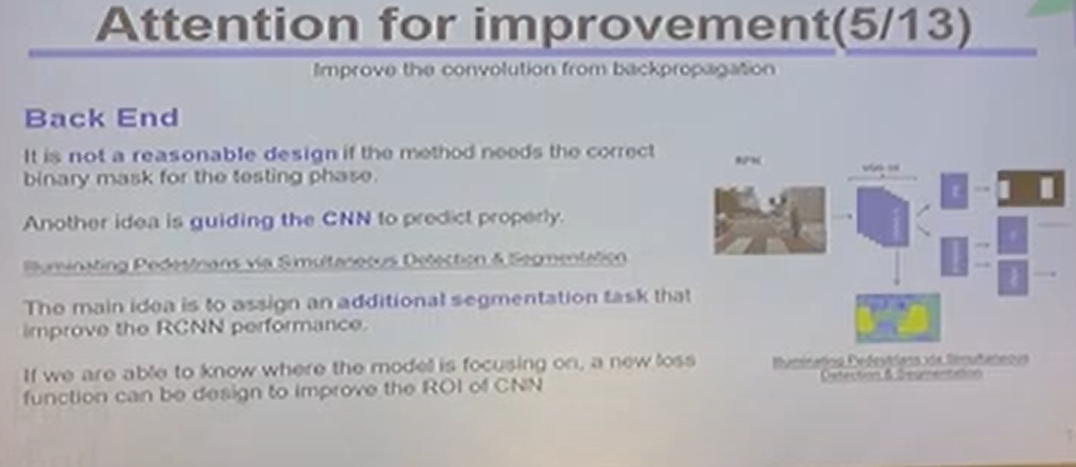 Attention for improvement(5/13)
Improve the convolution from backpropagation
Back End
It is not a reasonable design if the method needs the correct
binary mask for the testing phase.
Another idea is guiding the CNN to predict properly.
Illuminating Pedestrians via Simultaneous Detection & Segmentation
The main idea is to assign an additional segmentation task that
improve the RCNN performance.
If we are able to know where the model is focusing on, a new loss
function can be design to improve the ROI of CNN
RPN
VGG-16
Illuminating Pedestrians via Simultaneous
Detection & Segmentation